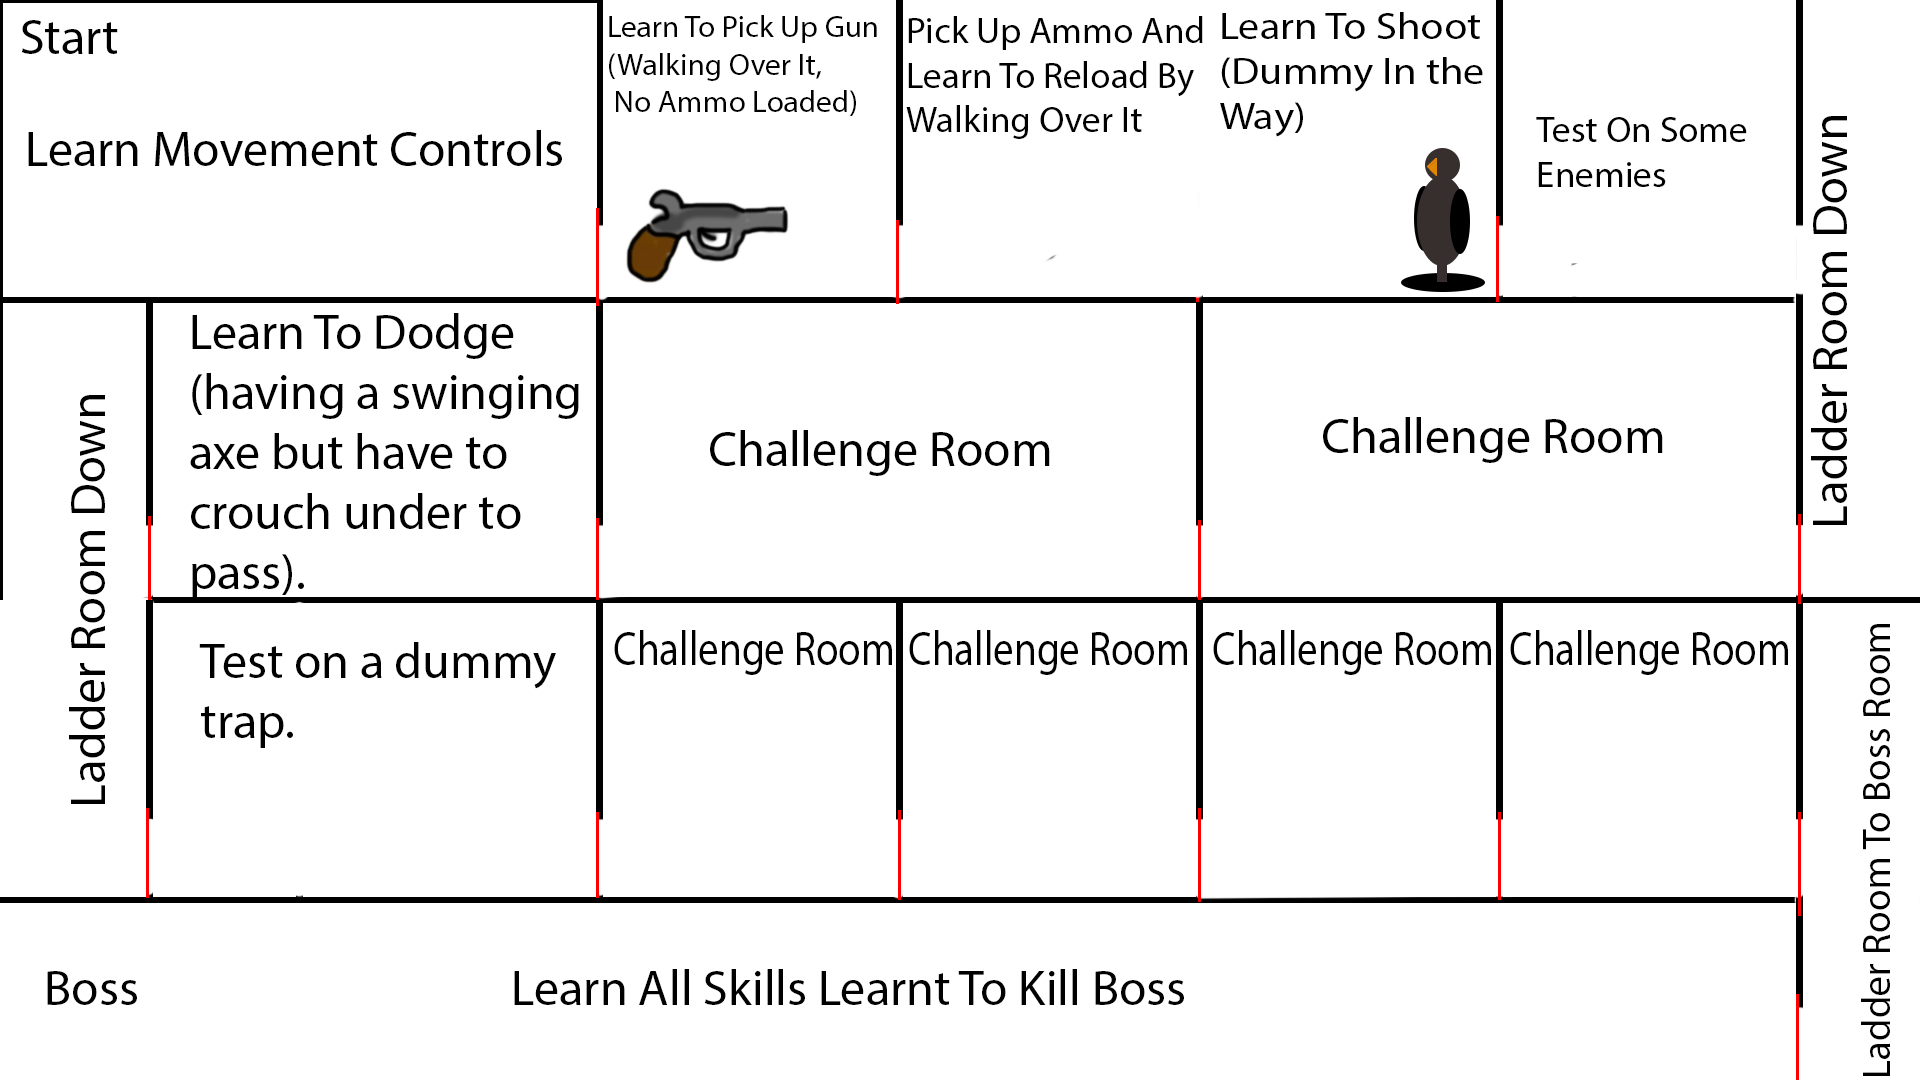 Start
Learn Movement Controls
Learn To Pick Up Gun
(Walking Over It,
No Ammo Loaded)
Pick Up Ammo And
Learn To Reload By
Walking Over It
Learn To Shoot
(Dummy In the
Way)
Test On Some
Enemies
Ladder Room Down
Ladder Room Down
Learn To Dodge
(having a swinging
axe but have to
crouch under to
pass).
Challenge Room
Challenge Room
Test on a dummy
trap.
Challenge Room
Challenge Room
Challenge Room
Challenge Room
Ladder Room To Boss Room
Boss
Learn All Skills Learnt To Kill Boss